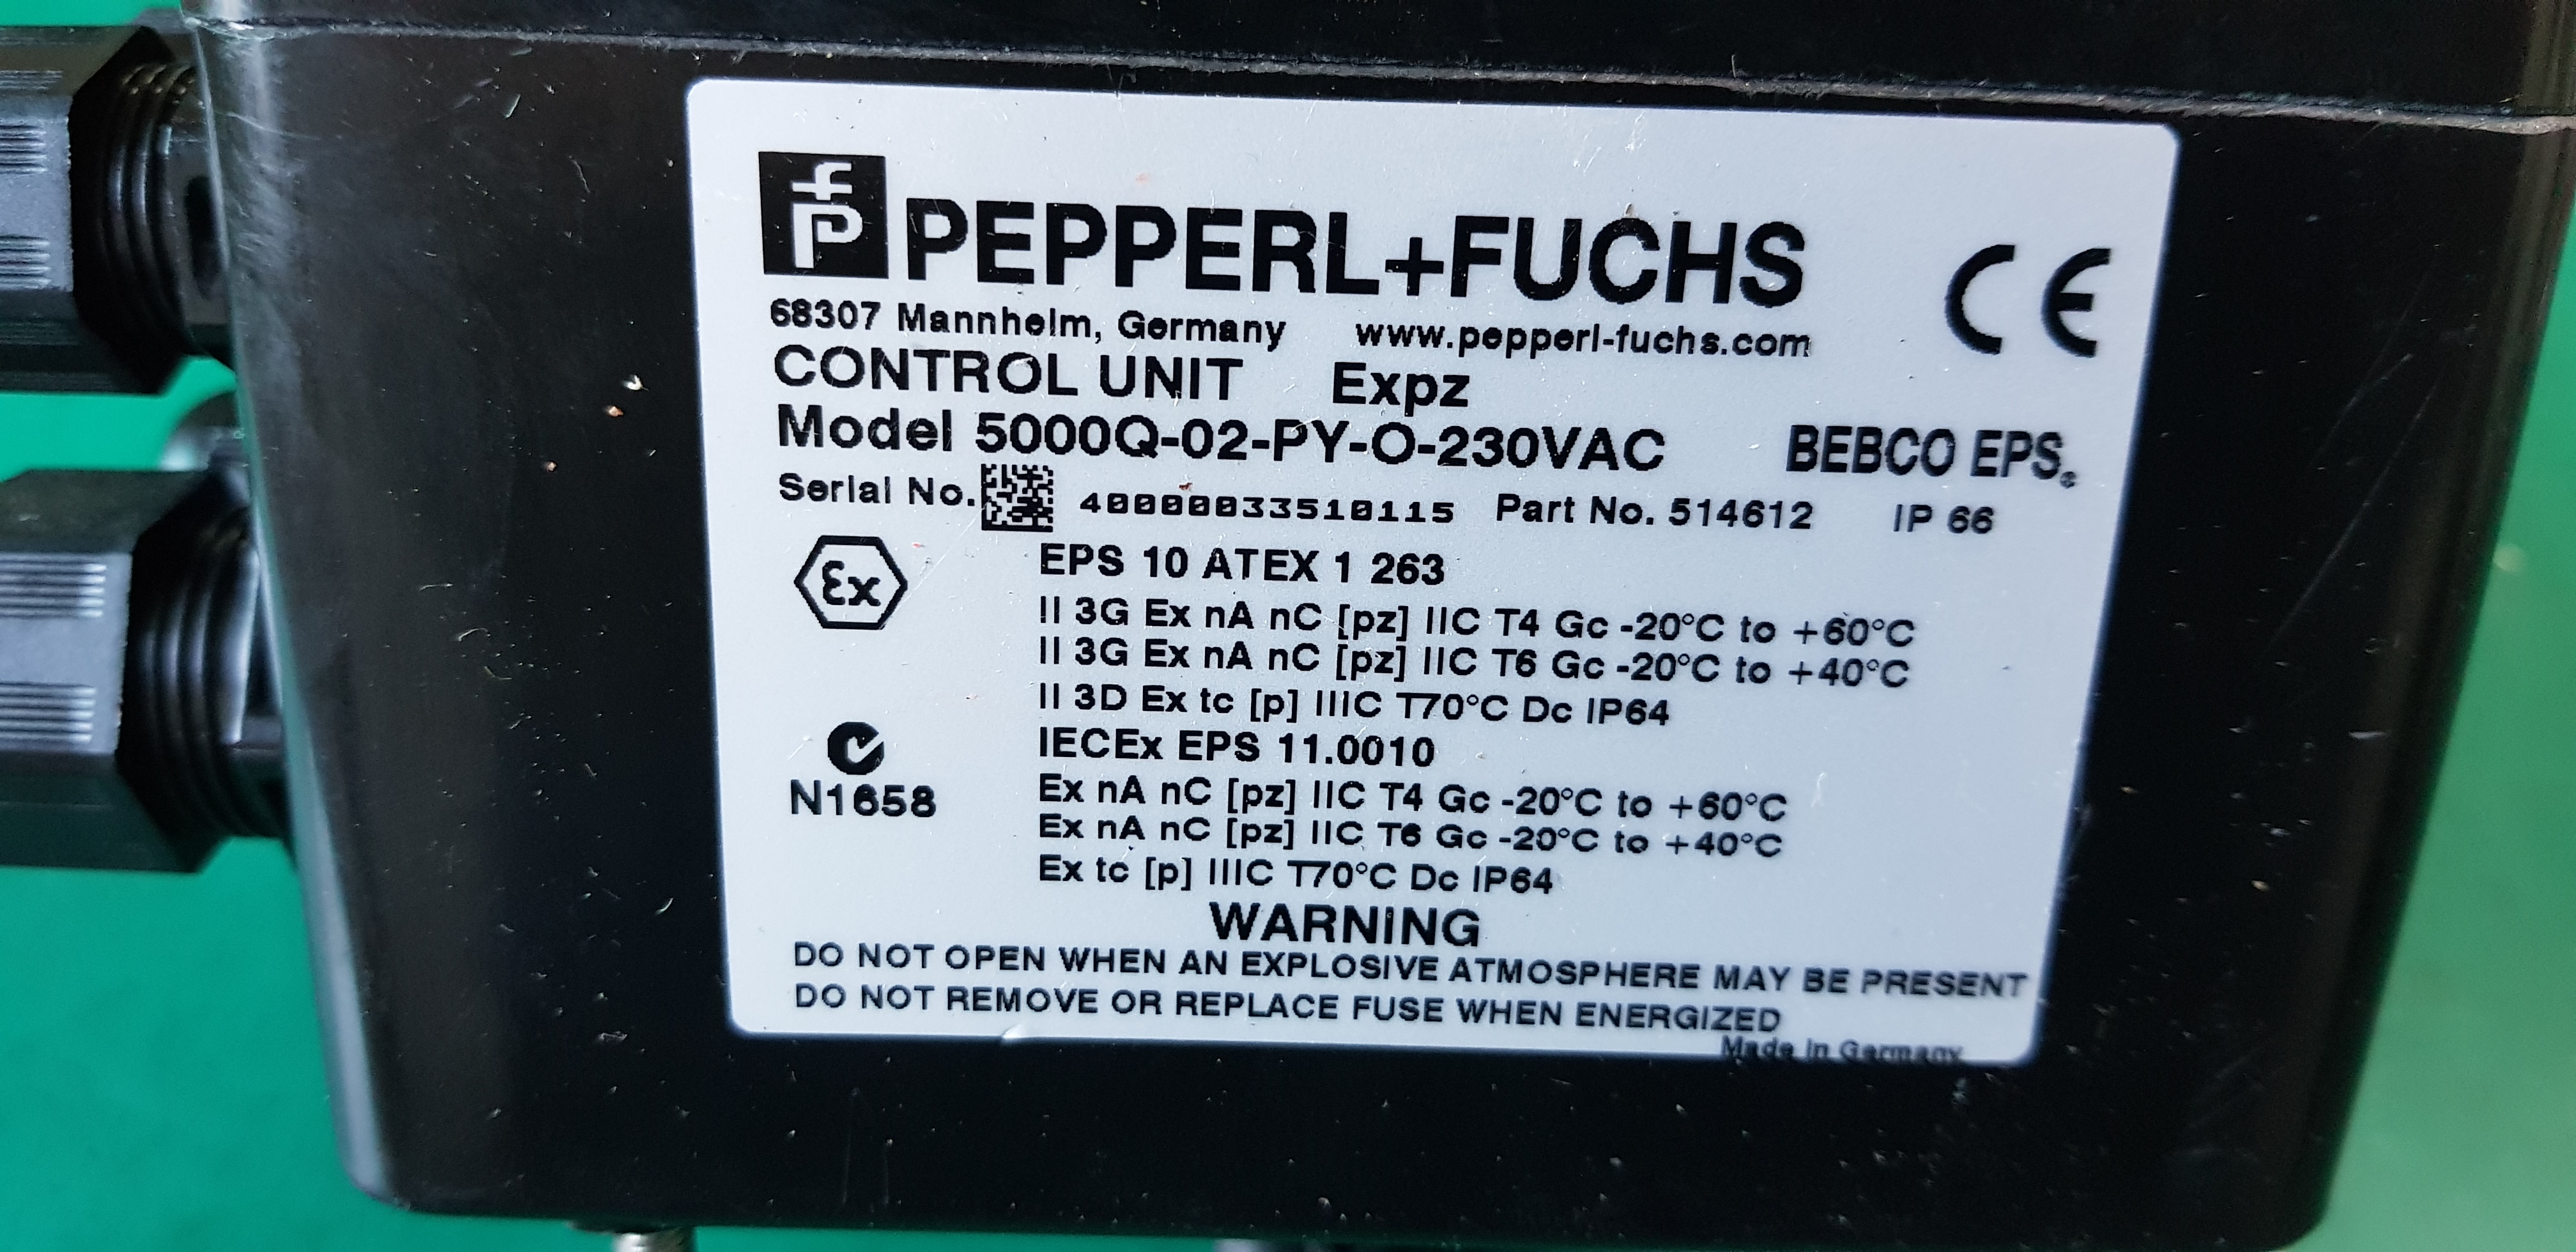 fp PEPPERL+FUCHS CE
68307 Mannheim, Germany www.pepperl-fuchs.com
CONTROL UNIT Expz
Model 5000Q-02-PY-O-230VAC BEBCO EPS®
Serial No. 40000033510115 Part No. 514612 IP 66
Ex EPS 10 ATEX 1 263
II 3G Ex nA nC [pz] IIC T4 Gc -20°C to +60°C
II 3G Ex nA nC [pz] IIC T6 Gc -20°C to +40°C
II 3D Ex tc [p] IIIC T70°C Dc IP64
IECEx EPS 11.0010
N1658 Ex nA nC [pz] IIC T4 Gc -20°C to +60°C
Ex nA nC [pz] IIC T6 Gc -20°C to +40°C
Ex tc [p] IIIC T70°C Dc IP64
WARNING
DO NOT OPEN WHEN AN EXPLOSIVE ATMOSPHERE MAY BE PRESENT
DO NOT REMOVE OR REPLACE FUSE WHEN ENERGIZED
Made in Germany